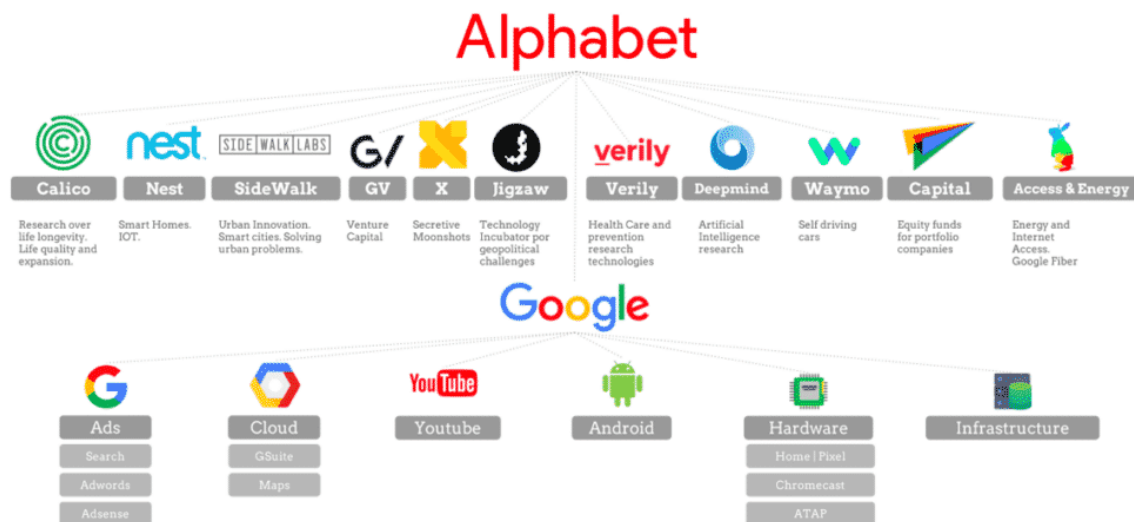 Alphabet
nest
SIDE WALK LABS
G/
verily
Calico
Nest
SideWalk
GV
X
Jigzaw
Verily
Deepmind
Waymo
Capital
Access & Energy
Research over
life longevity.
Life quality and
expansion.
Smart Homes.
IOT.
Urban Innovation.
Smart cities. Solving
urban problems.
Venture
Capital
Secretive
Moonshots
Technology
Incubator por
geopolitical
challenges
Health Care and
prevention
research
technologies
Artificial
Intelligence
research
Self driving
cars
Equity funds
for portfolio
companies
Energy and
Internet
Access.
Google Fiber
Google
G
YouTube
Ads
Cloud
Youtube
Android
Hardware
Infrastructure
Search
GSuite
Home | Pixel
Adwords
Maps
Chromecast
Adsense
ATAP